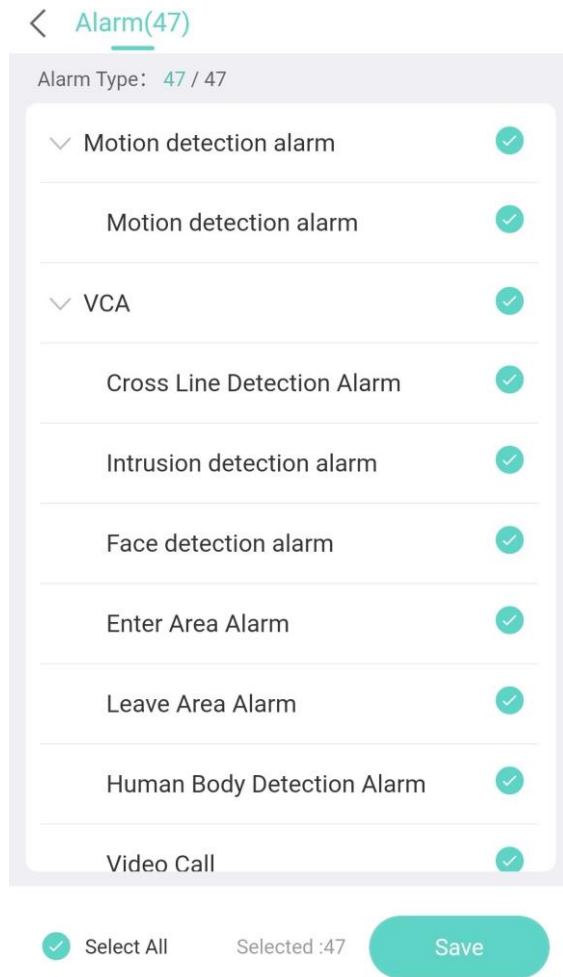 Alarm(47)
Alarm Type: 47 / 47
Motion detection alarm
Motion detection alarm
VCA
Cross Line Detection Alarm
Intrusion detection alarm
Face detection alarm
Enter Area Alarm
Leave Area Alarm
Human Body Detection Alarm
Video Call
Select All Selected :47 Save